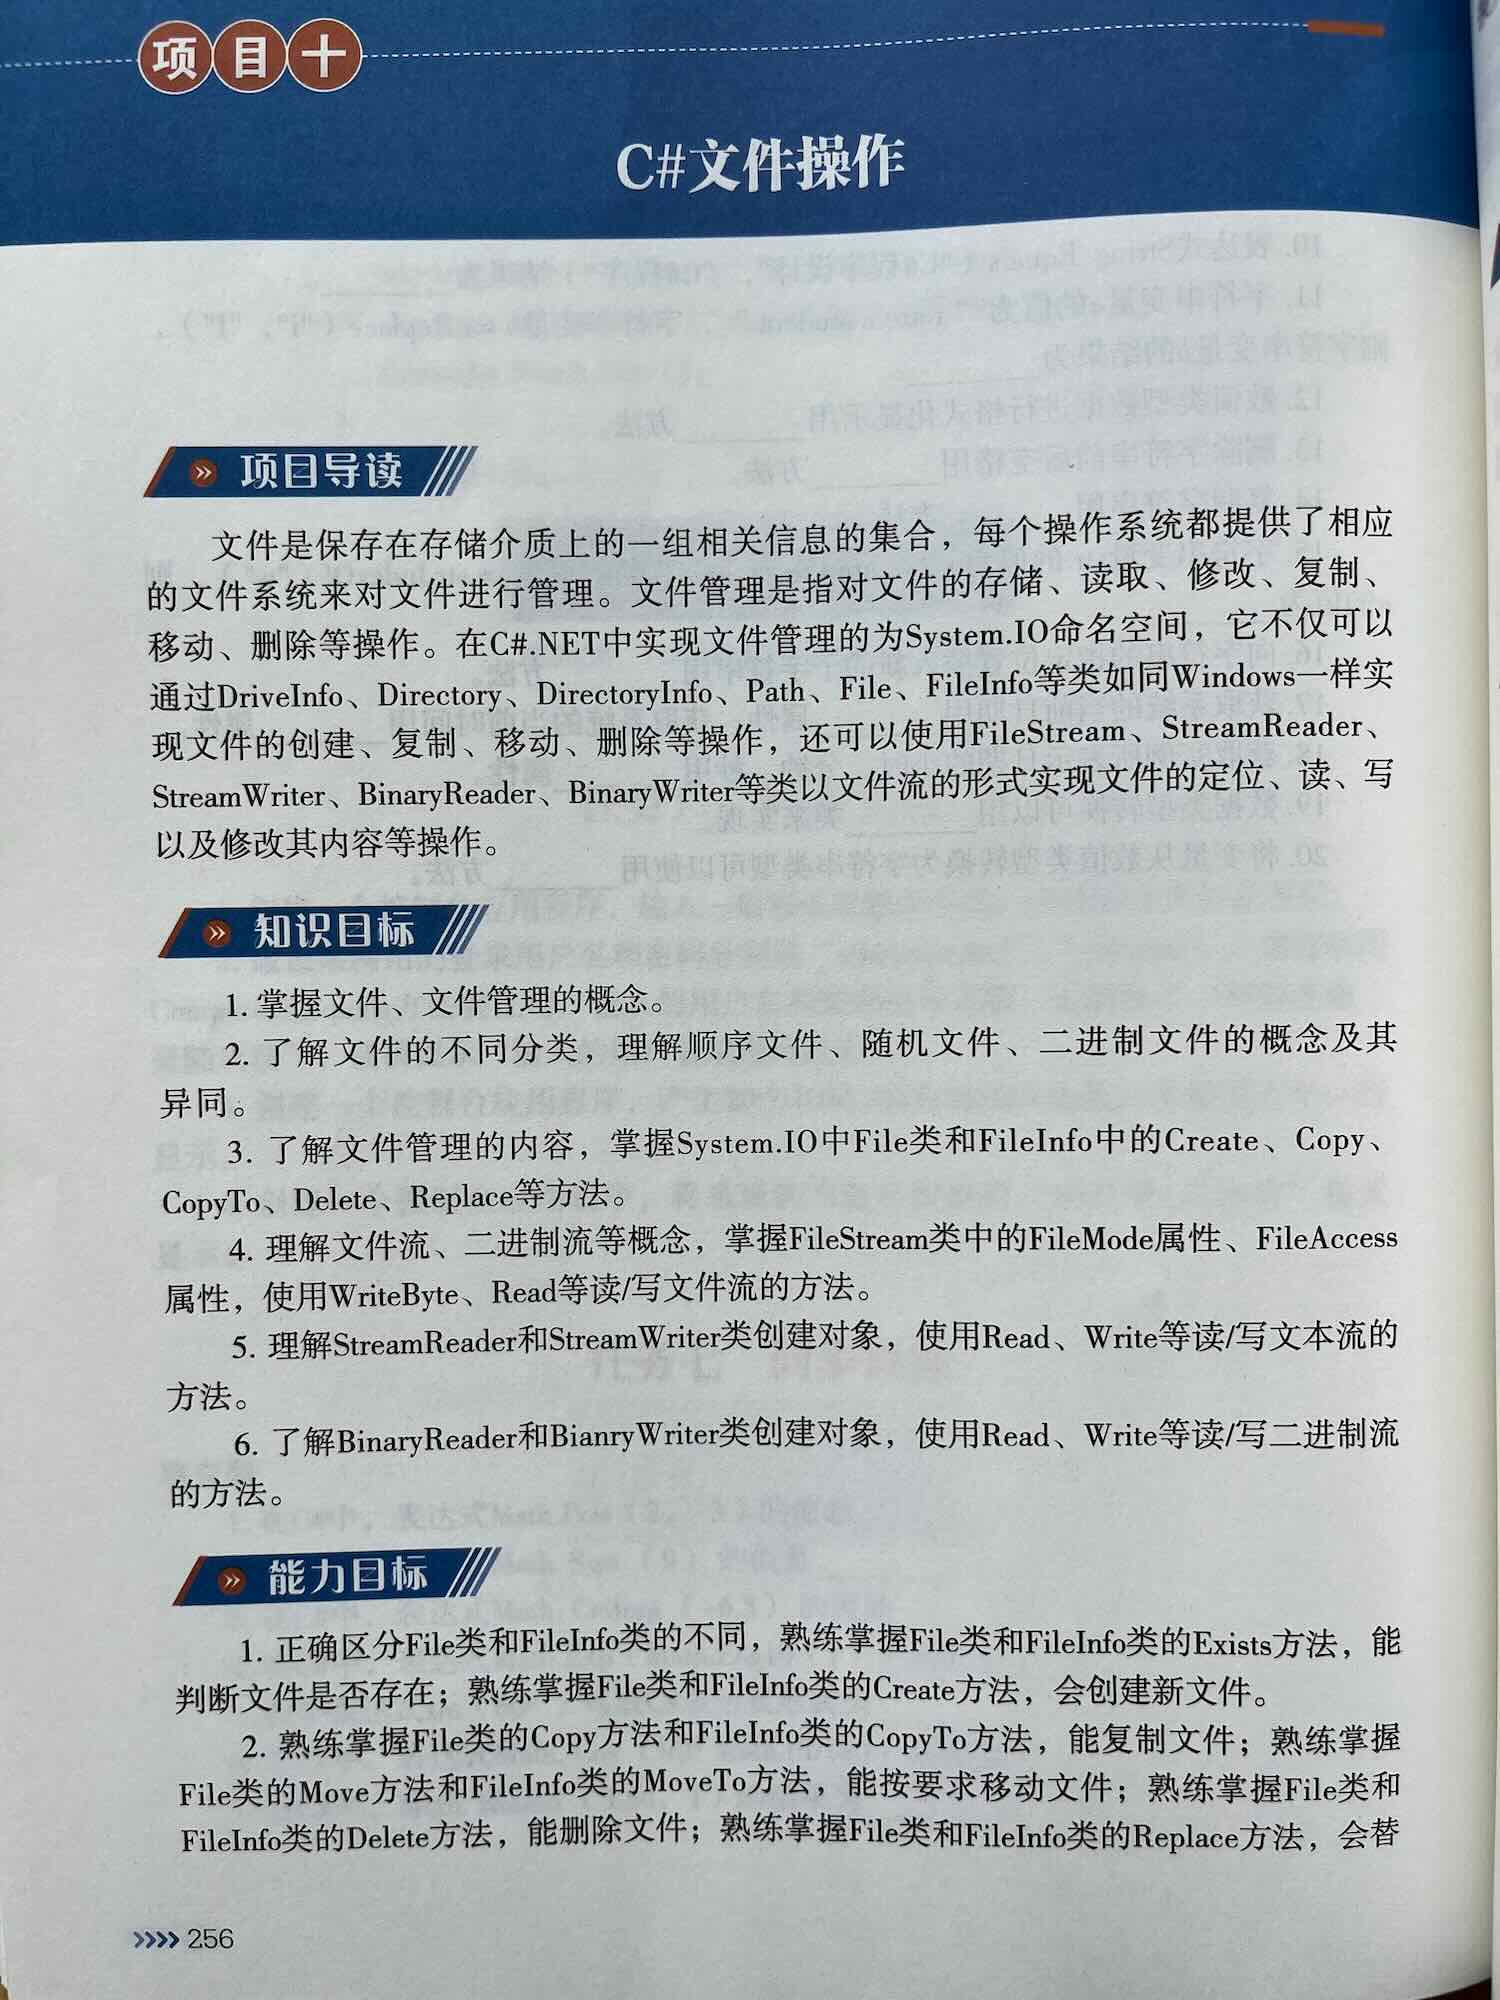 项目十
C#文件操作
项目导读
文件是保存在存储介质上的一组相关信息的集合，每个操作系统都提供了相应
的文件系统来对文件进行管理。文件管理是指对文件的存储、读取、修改、复制、
移动、删除等操作。在C#.NET中实现文件管理的为System.IO命名空间，它不仅可以
通过DriveInfo、Directory、DirectoryInfo、Path、File、FileInfo等类如同Windows一样实
现文件的创建、复制、移动、删除等操作，还可以使用FileStream、StreamReader、
StreamWriter、BinaryReader、BinaryWriter等类以文件流的形式实现文件的定位、读、写
以及修改其内容等操作。
知识目标
1. 掌握文件、文件管理的概念。
2. 了解文件的不同分类，理解顺序文件、随机文件、二进制文件的概念及其
异同。
3. 了解文件管理的内容，掌握System.IO中File类和FileInfo中的Create、Copy、
CopyTo、Delete、Replace等方法。
4. 理解文件流、二进制流等概念，掌握FileStream类中的FileMode属性、FileAccess
属性，使用WriteByte、Read等读/写文件流的方法。
5. 理解StreamReader和StreamWriter类创建对象，使用Read、Write等读/写文本流的
方法。
6. 了解BinaryReader和BianryWriter类创建对象，使用Read、Write等读/写二进制流
的方法。
能力目标
1. 正确区分File类和FileInfo类的不同，熟练掌握File类和FileInfo类的Exists方法，能
判断文件是否存在；熟练掌握File类和FileInfo类的Create方法，会创建新文件。
2. 熟练掌握File类的Copy方法和FileInfo类的CopyTo方法，能复制文件；熟练掌握
File类的Move方法和FileInfo类的MoveTo方法，能按要求移动文件；熟练掌握File类和
FileInfo类的Delete方法，能删除文件；熟练掌握File类和FileInfo类的Replace方法，会替
256